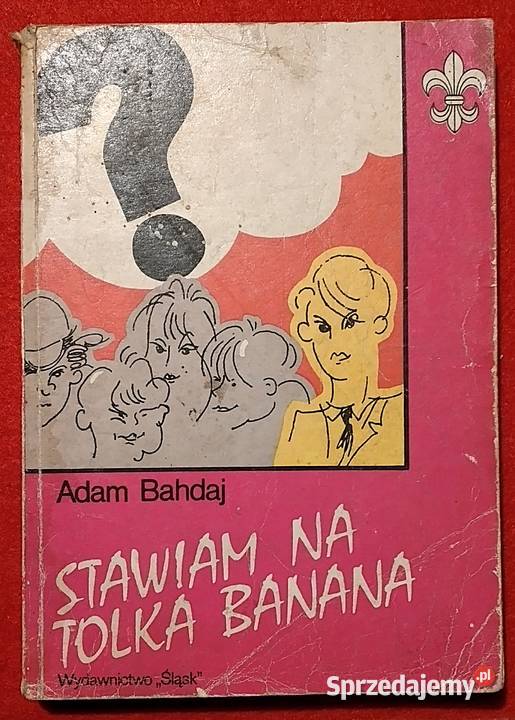 ?
Adam Bahdaj
STAWIAM NA
TOLKA BANANA
Wydawnictwo „Śląsk”
Sprzedajemy.pl